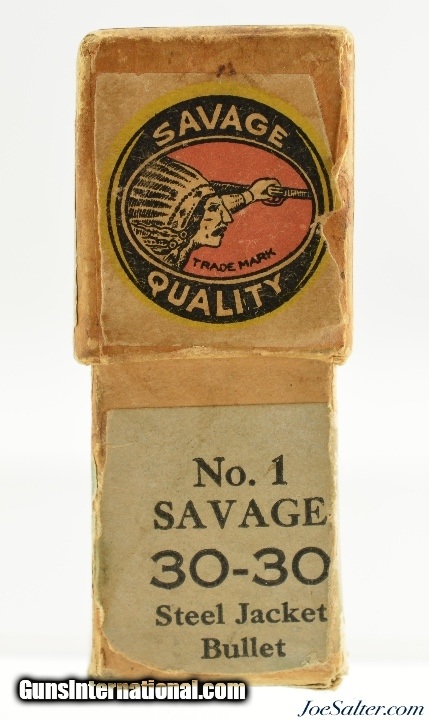 SAVAGE
TRADE MARK
QUALITY
No. 1
SAVAGE
30-30
Steel Jacket
Bullet
GunsInternational.com
JoeSalter.com